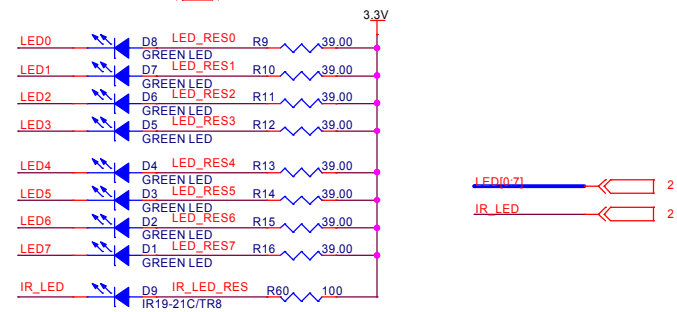 3.3V
LED0 D8 LED_RES0 R9 39.00
GREEN LED
LED1 D7 LED_RES1 R10 39.00
GREEN LED
LED2 D6 LED_RES2 R11 39.00
GREEN LED
LED3 D5 LED_RES3 R12 39.00
GREEN LED
LED4 D4 LED_RES4 R13 39.00
GREEN LED
LED5 D3 LED_RES5 R14 39.00
GREEN LED
LED6 D2 LED_RES6 R15 39.00
GREEN LED
LED7 D1 LED_RES7 R16 39.00
GREEN LED
IR_LED D9 IR_LED_RES R60 100
IR19-21C/TR8
LED[0:7] 2
IR_LED 2